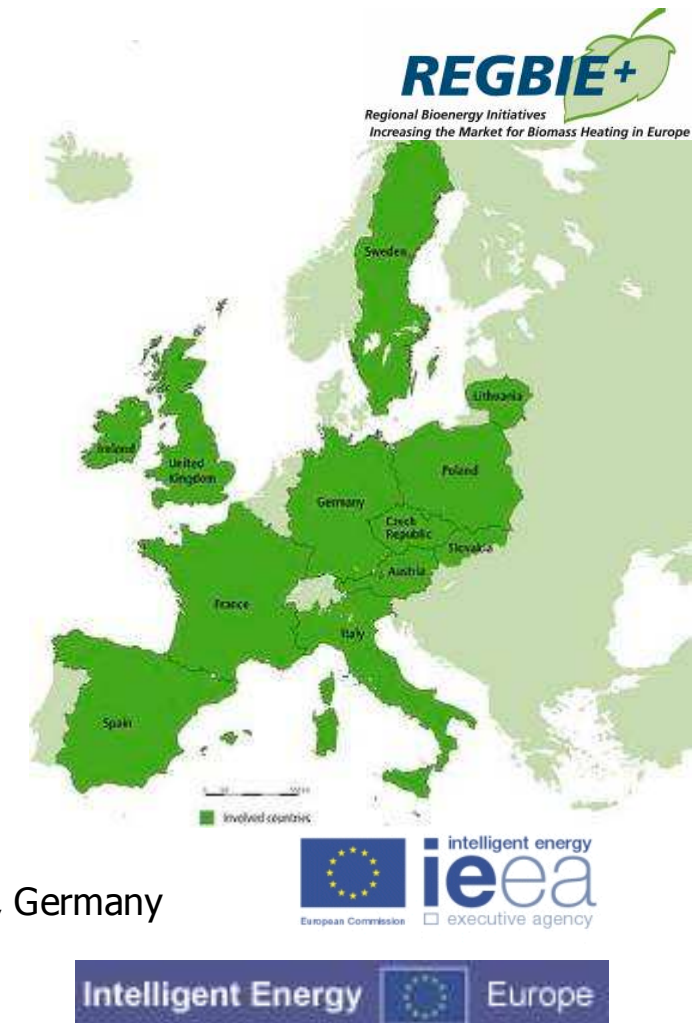 REGBIE+
Regional Bioenergy Initiatives
Increasing the Market for Biomass Heating in Europe
Sweden
Lithuania
Ireland
United
Kingdom
Poland
Germany
Czech
Republic
Slovakia
Austria
France
Italy
Spain
Involved countries
intelligent energy
ieea
European Commission
executive agency
, Germany
Intelligent Energy Europe